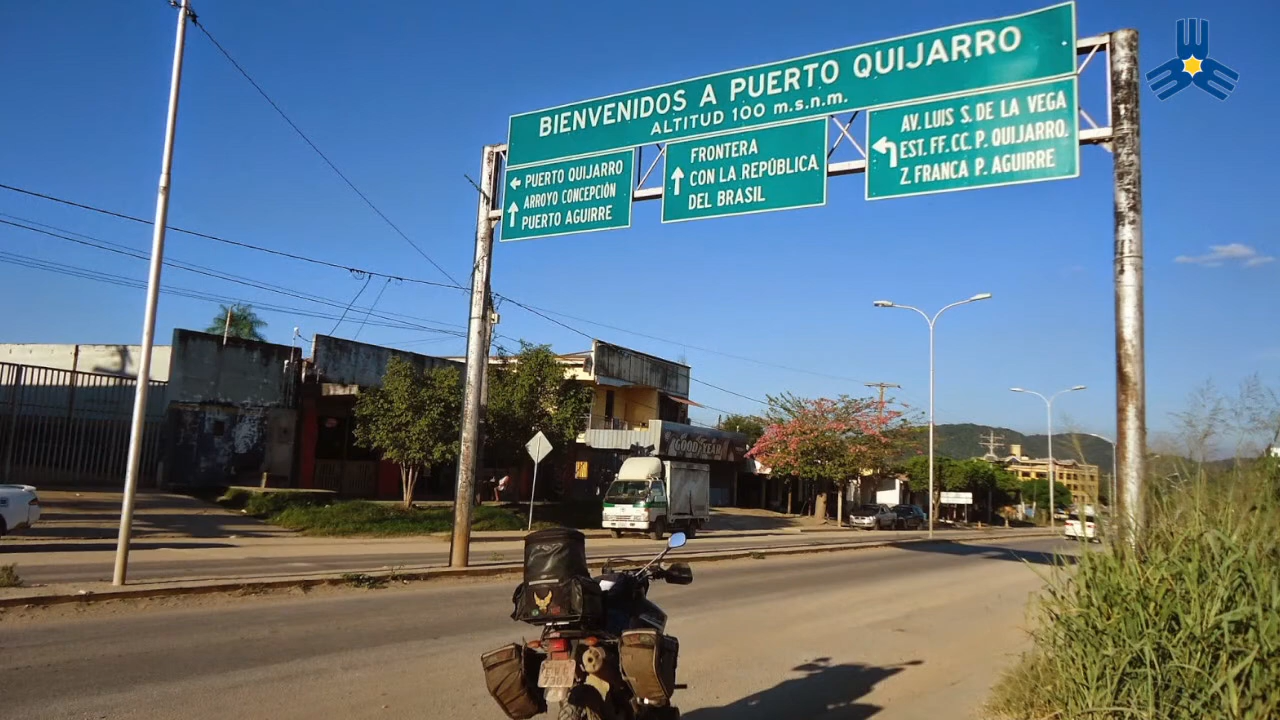 BIENVENIDOS A PUERTO QUIJARRO
ALTITUD 100 m.s.n.m.
← PUERTO QUIJARRO
ARROYO CONCEPCIÓN
↑ PUERTO AGUIRRE
FRONTERA
↑ CON LA REPÚBLICA
DEL BRASIL
AV. LUIS S. DE LA VEGA
EST. FF. CC. P. QUIJARRO.
Z. FRANCA P. AGUIRRE
GOOD YEAR